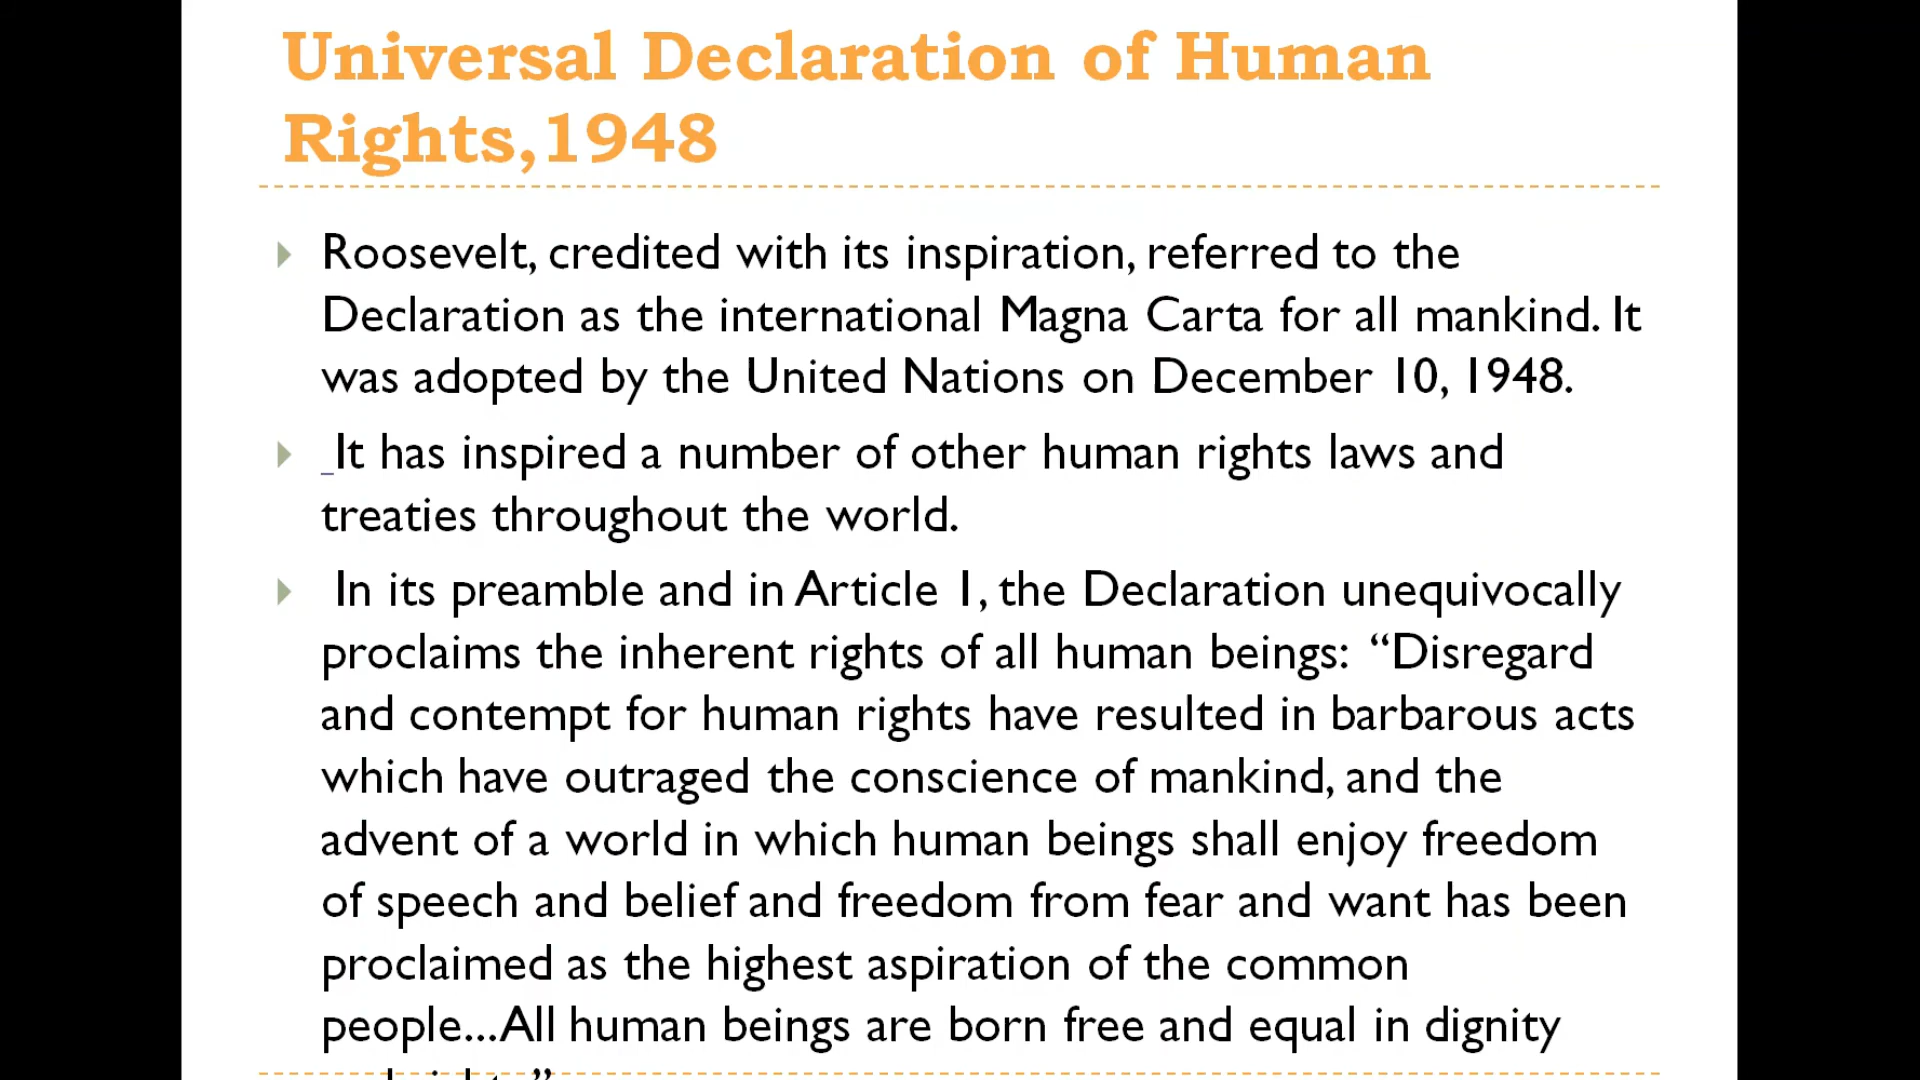 Universal Declaration of Human
Rights,1948
Roosevelt, credited with its inspiration, referred to the
Declaration as the international Magna Carta for all mankind. It
was adopted by the United Nations on December 10, 1948.
It has inspired a number of other human rights laws and
treaties throughout the world.
In its preamble and in Article 1, the Declaration unequivocally
proclaims the inherent rights of all human beings: “Disregard
and contempt for human rights have resulted in barbarous acts
which have outraged the conscience of mankind, and the
advent of a world in which human beings shall enjoy freedom
of speech and belief and freedom from fear and want has been
proclaimed as the highest aspiration of the common
people...All human beings are born free and equal in dignity